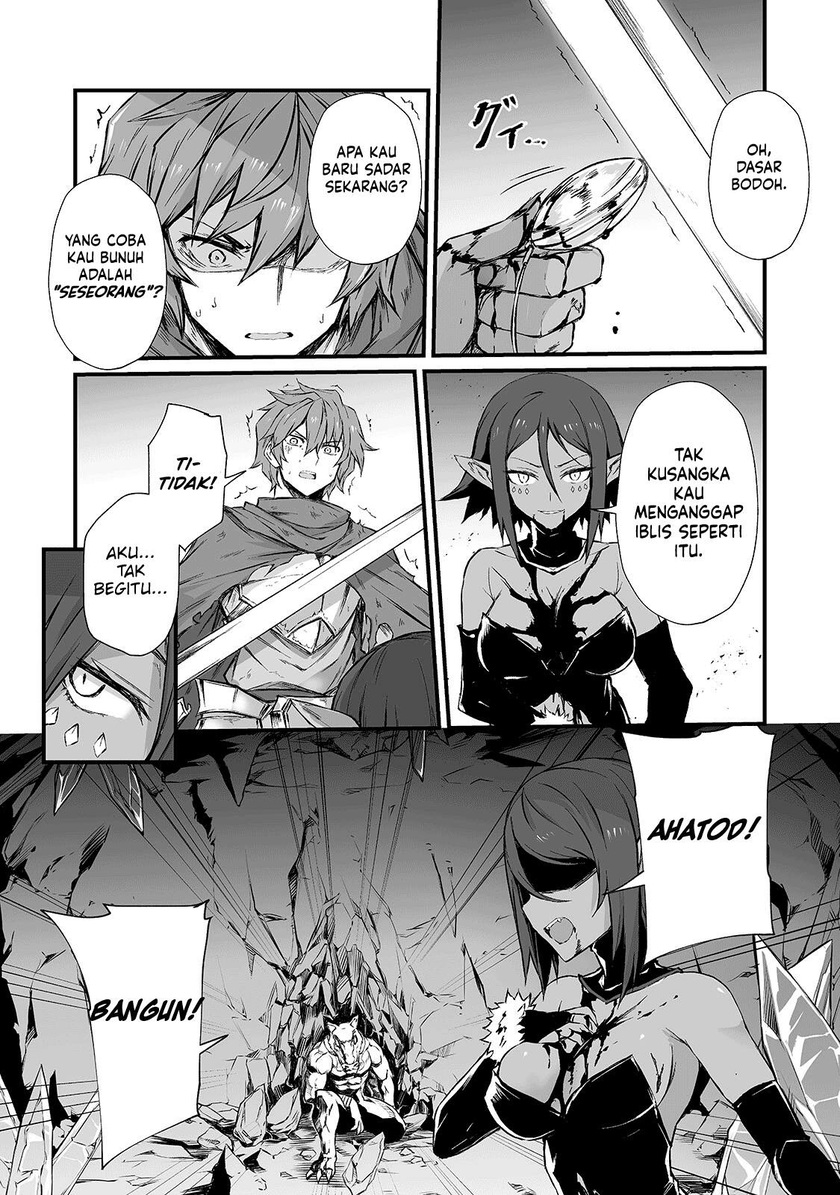 OH,
DASAR
BODOH.
グイ...
APA KAU
BARU SADAR
SEKARANG?
YANG COBA
KAU BUNUH
ADALAH
"SESEORANG"?
TAK
KUSANGKA
KAU
MENGANGGAP
IBLIS SEPERTI
ITU.
TI-
TIDAK!
AKU...
TAK
BEGITU...
AHATOD!
BANGUN!